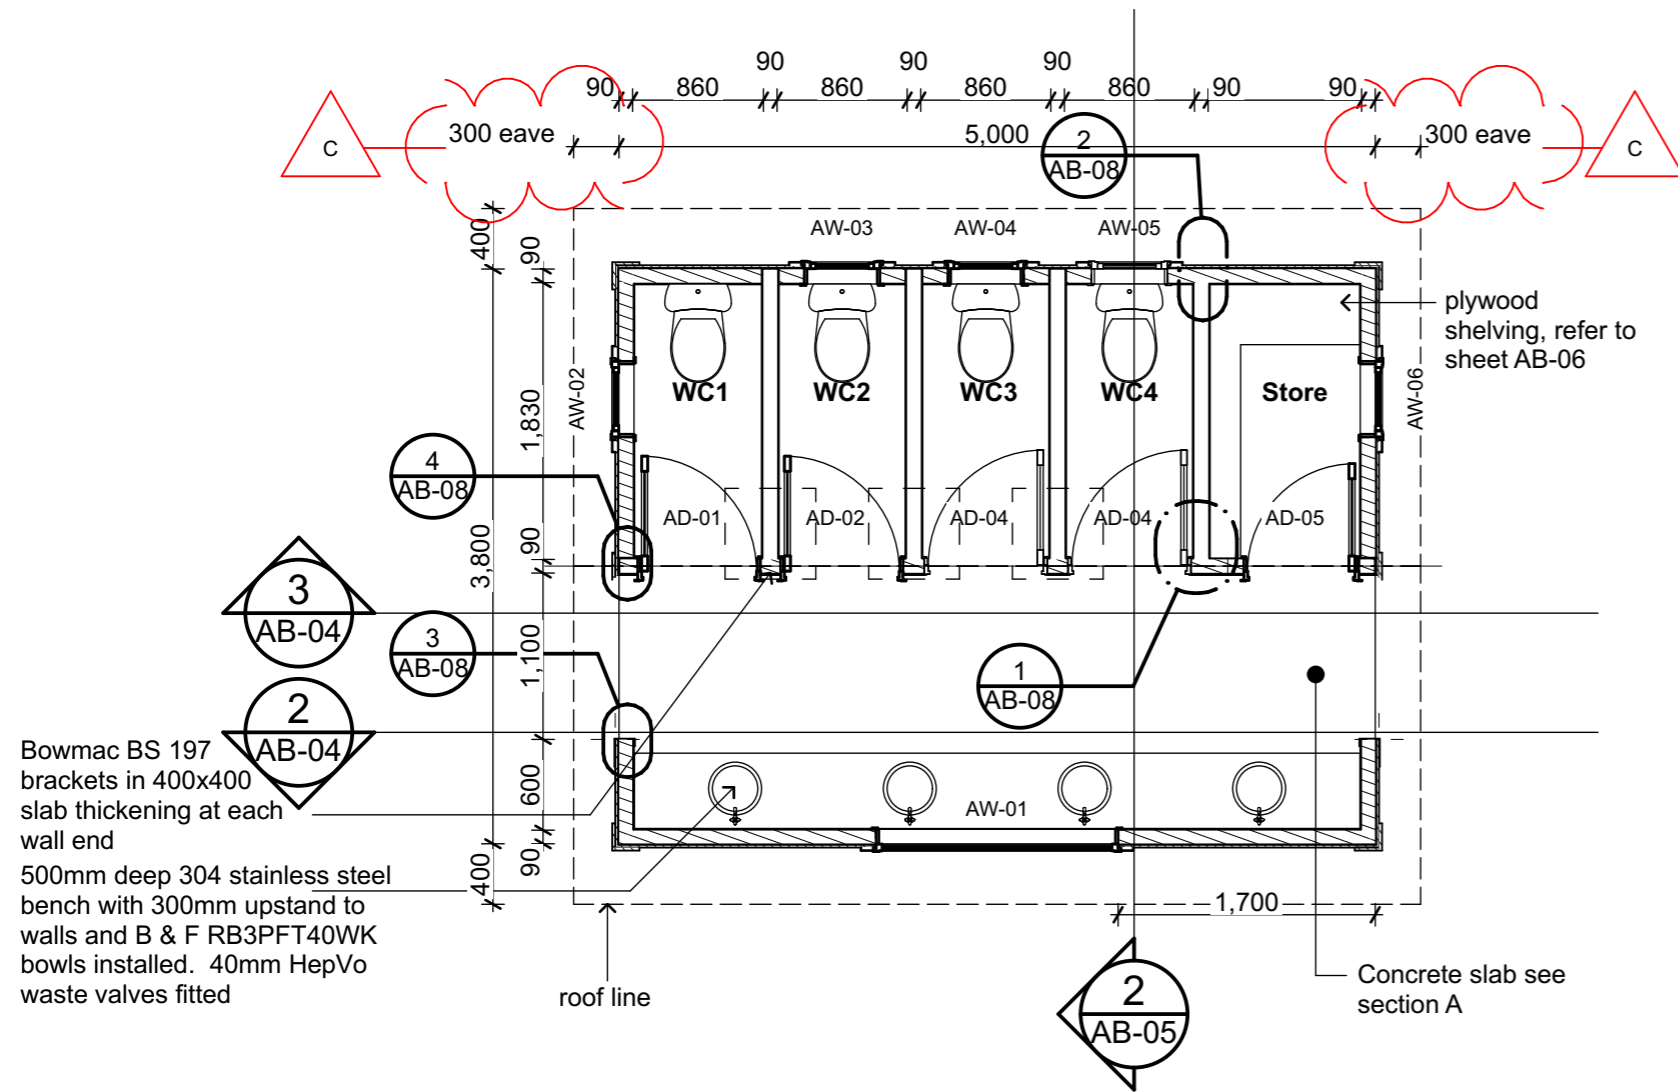 90 90 90
90 860 860 860 860 90 90
300 eave 5,000 300 eave
C C
2
AB-08
400
90
AW-03 AW-04 AW-05
plywood
shelving, refer to
sheet AB-06
AW-02 AW-06
1,830
WC1 WC2 WC3 WC4 Store
4
AB-08
AD-01 AD-02 AD-04 AD-04 AD-05
90
3,800
3
AB-04
3
AB-08
1,100
1
AB-08
2
AB-04
Bowmac BS 197
brackets in 400x400
slab thickening at each
wall end
600
AW-01
90
400
500mm deep 304 stainless steel
bench with 300mm upstand to
walls and B & F RB3PFT40WK
bowls installed. 40mm HepVo
waste valves fitted
1,700
roof line
Concrete slab see
section A
2
AB-05